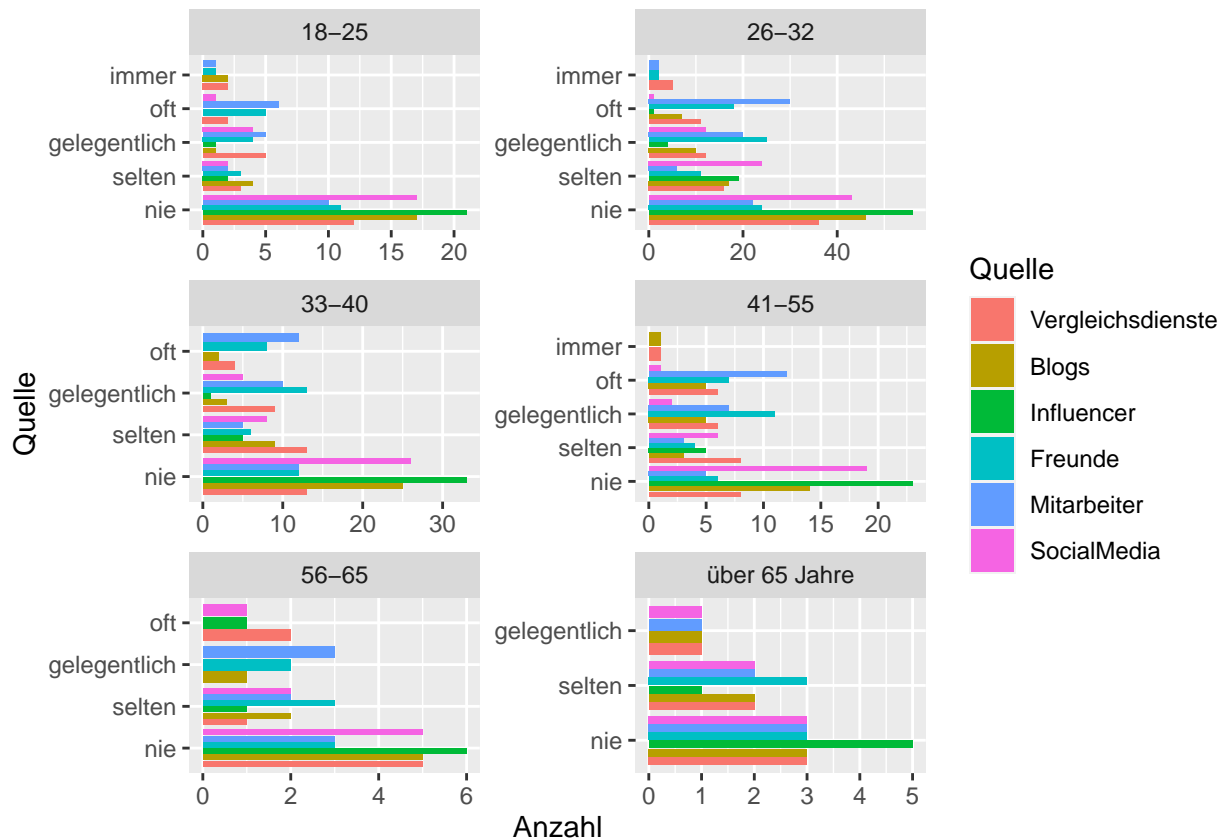 18−25
26−32
immer
oft
gelegentlich
selten
nie
0 5 10 15 20
immer
oft
gelegentlich
selten
nie
0 20 40
33−40
41−55
oft
gelegentlich
selten
nie
0 10 20 30
immer
oft
gelegentlich
selten
nie
0 5 10 15 20
56−65
über 65 Jahre
oft
gelegentlich
selten
nie
0 2 4 6
gelegentlich
selten
nie
0 1 2 3 4 5
Anzahl
Quelle
Quelle
Vergleichsdienste
Blogs
Influencer
Freunde
Mitarbeiter
SocialMedia